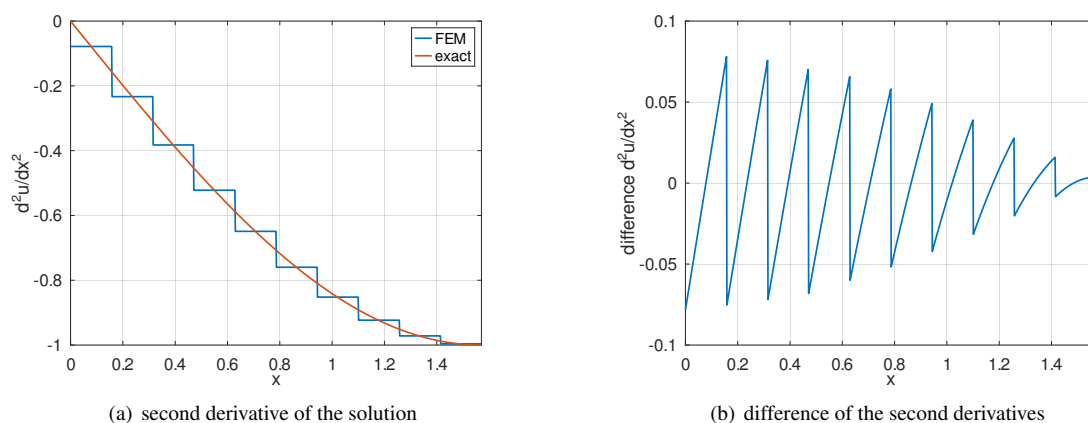 0
-0.2
-0.4
-0.6
-0.8
-1
d²u/dx²
0 0.2 0.4 0.6 0.8 1 1.2 1.4
x
FEM
exact
(a) second derivative of the solution
0.1
0.05
0
-0.05
-0.1
difference d²u/dx²
0 0.2 0.4 0.6 0.8 1 1.2 1.4
x
(b) difference of the second derivatives